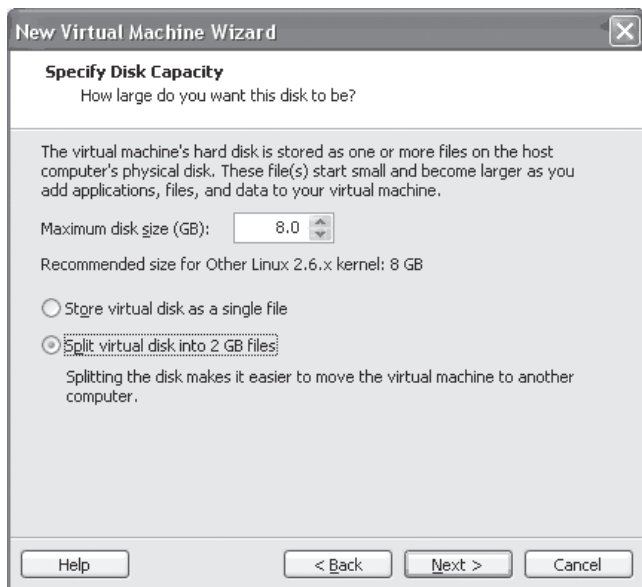 New Virtual Machine Wizard
Specify Disk Capacity
How large do you want this disk to be?
The virtual machine's hard disk is stored as one or more files on the host
computer's physical disk. These file(s) start small and become larger as you
add applications, files, and data to your virtual machine.
Maximum disk size (GB): 8.0
Recommended size for Other Linux 2.6.x kernel: 8 GB
Store virtual disk as a single file
Split virtual disk into 2 GB files
Splitting the disk makes it easier to move the virtual machine to another
computer.
Help < Back Next > Cancel